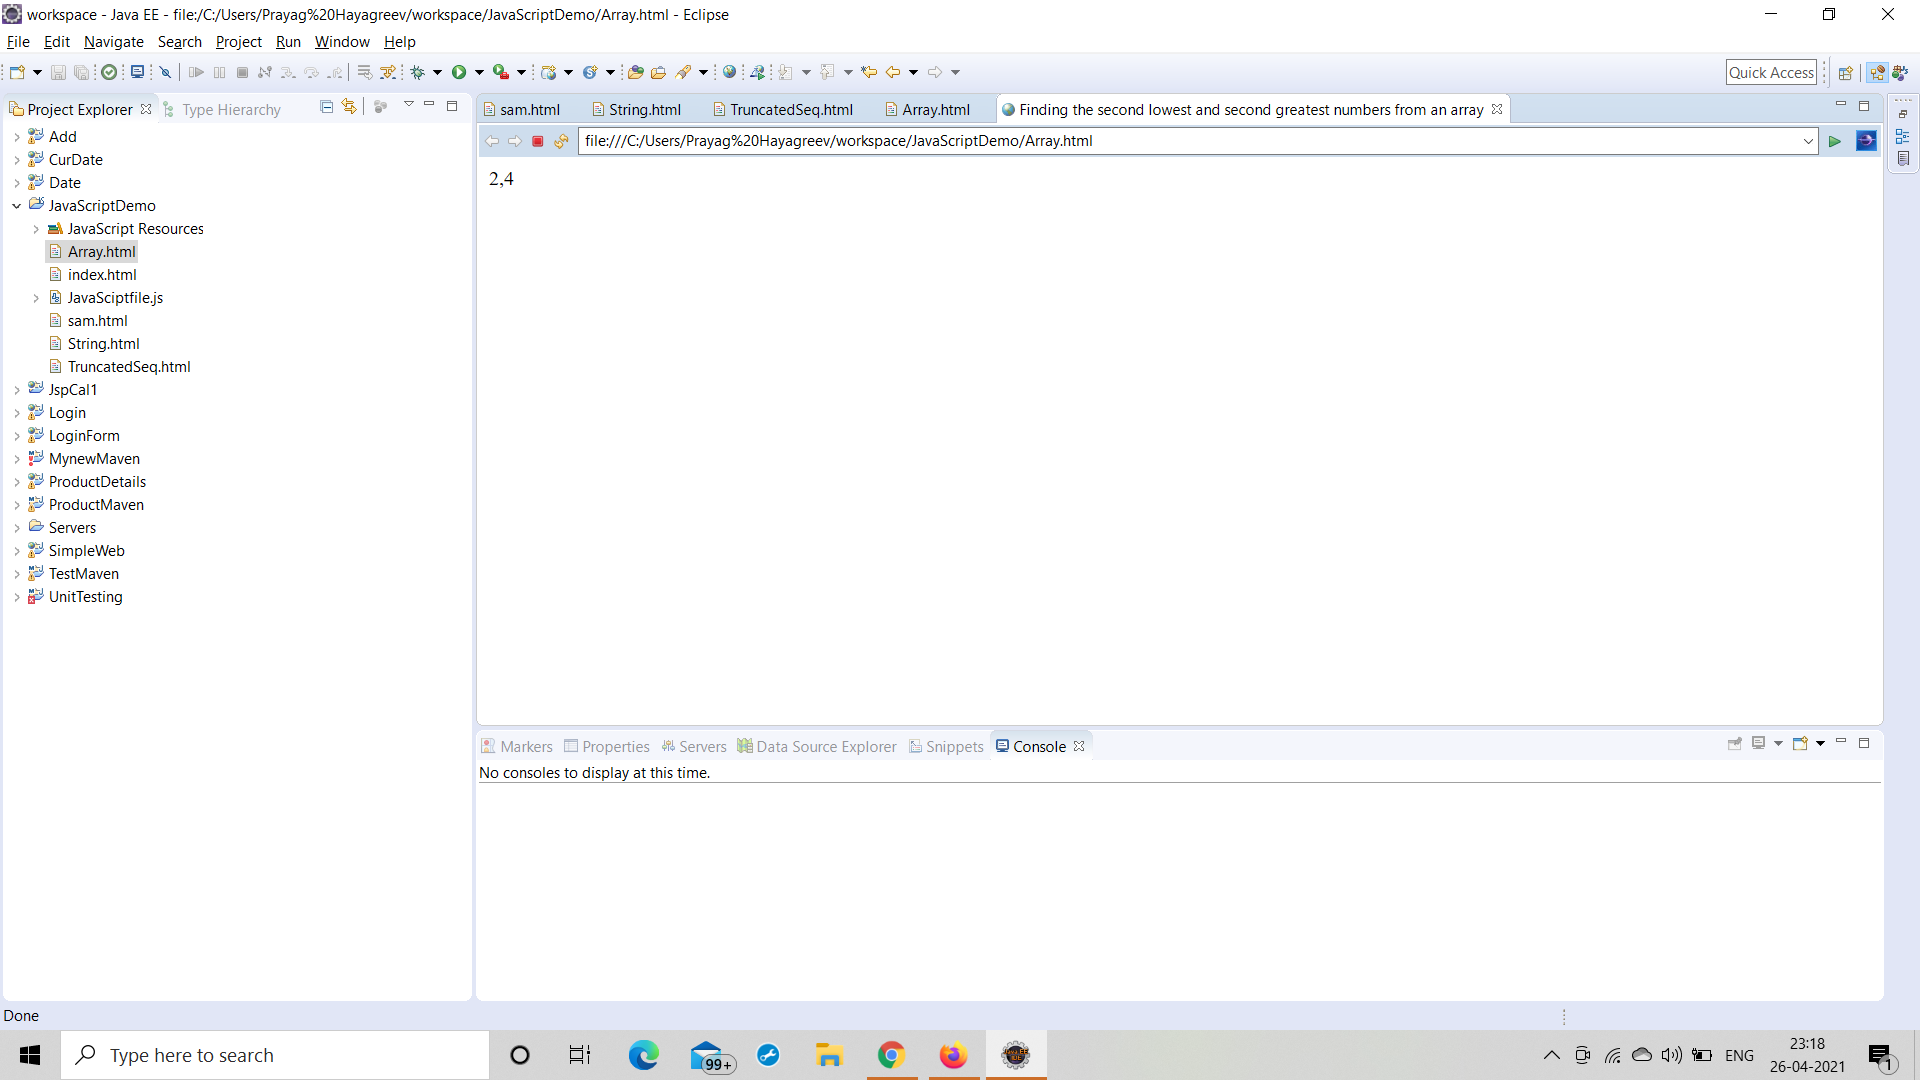 workspace - Java EE - file:/C:/Users/Prayag%20Hayagreev/workspace/JavaScriptDemo/Array.html - Eclipse
File Edit Navigate Search Project Run Window Help
Quick Access
Project Explorer Type Hierarchy
Add
CurDate
Date
JavaScriptDemo
JavaScript Resources
Array.html
index.html
JavaSciptfile.js
sam.html
String.html
TruncatedSeq.html
JspCal1
Login
LoginForm
MynewMaven
ProductDetails
ProductMaven
Servers
SimpleWeb
TestMaven
UnitTesting
sam.html String.html TruncatedSeq.html Array.html Finding the second lowest and second greatest numbers from an array
file:///C:/Users/Prayag%20Hayagreev/workspace/JavaScriptDemo/Array.html
2,4
Markers Properties Servers Data Source Explorer Snippets Console
No consoles to display at this time.
Done
Type here to search
99+
ENG
23:18
26-04-2021
1